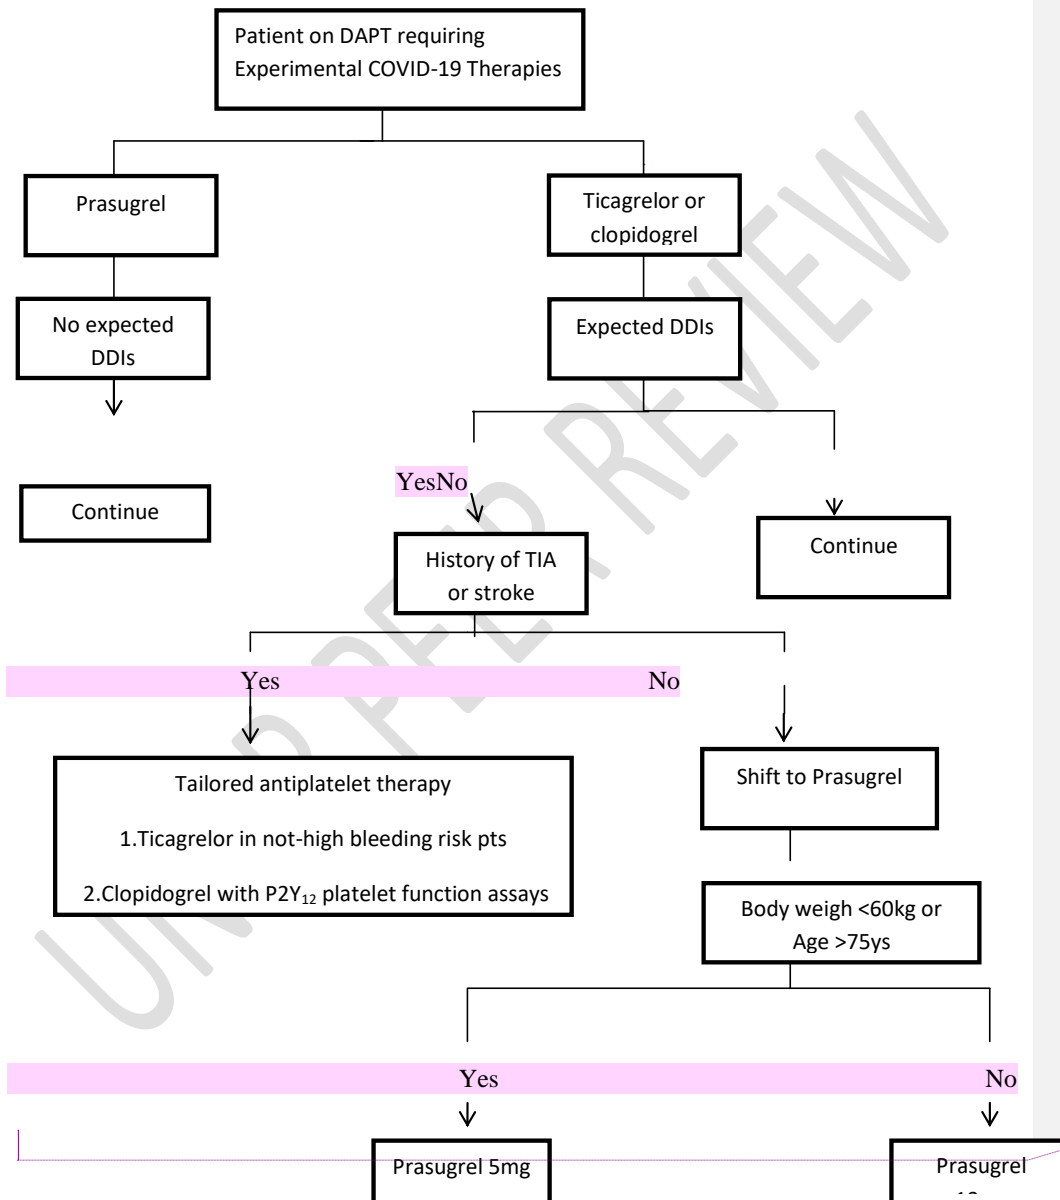 Patient on DAPT requiring
Experimental COVID-19 Therapies
Prasugrel
Ticagrelor or
clopidogrel
No expected
DDIs
Expected DDIs
YesNo
Continue
History of TIA
or stroke
Continue
Yes No
Tailored antiplatelet therapy
1.Ticagrelor in not-high bleeding risk pts
2.Clopidogrel with P2Y₁₂ platelet function assays
Shift to Prasugrel
Body weigh <60kg or
Age >75ys
Yes No
Prasugrel 5mg
Prasugrel
PEER REVIEW